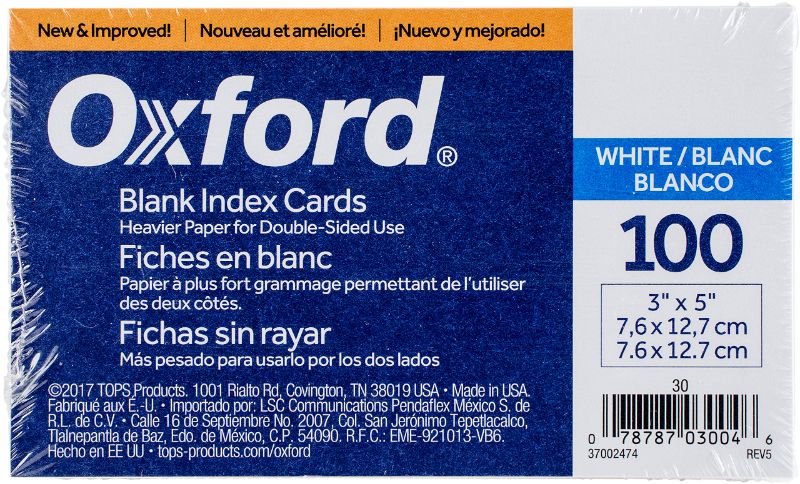 New & Improved! | Nouveau et amélioré! | ¡Nuevo y mejorado!
Oxford®
WHITE / BLANC
BLANCO
100
3" x 5"
7,6 x 12,7 cm
7.6 x 12.7 cm
Blank Index Cards
Heavier Paper for Double-Sided Use
Fiches en blanc
Papier à plus fort grammage permettant de l'utiliser
des deux côtés.
Fichas sin rayar
Más pesado para usarlo por los dos lados
©2017 TOPS Products. 1001 Rialto Rd, Covington, TN 38019 USA • Made in USA.
Fabriqué aux É.-U. • Importado por: LSC Communications Pendaflex México S. de
R.L. de C.V. • Calle 16 de Septiembre No. 2007, Col. San Jerónimo Tepetlacalco,
Tlalnepantla de Baz, Edo. de México, C.P. 54090. R.F.C.: EME-921013-VB6.
Hecho en EE UU • tops-products.com/oxford
30
0 78787 03004 6
37002474 REV5